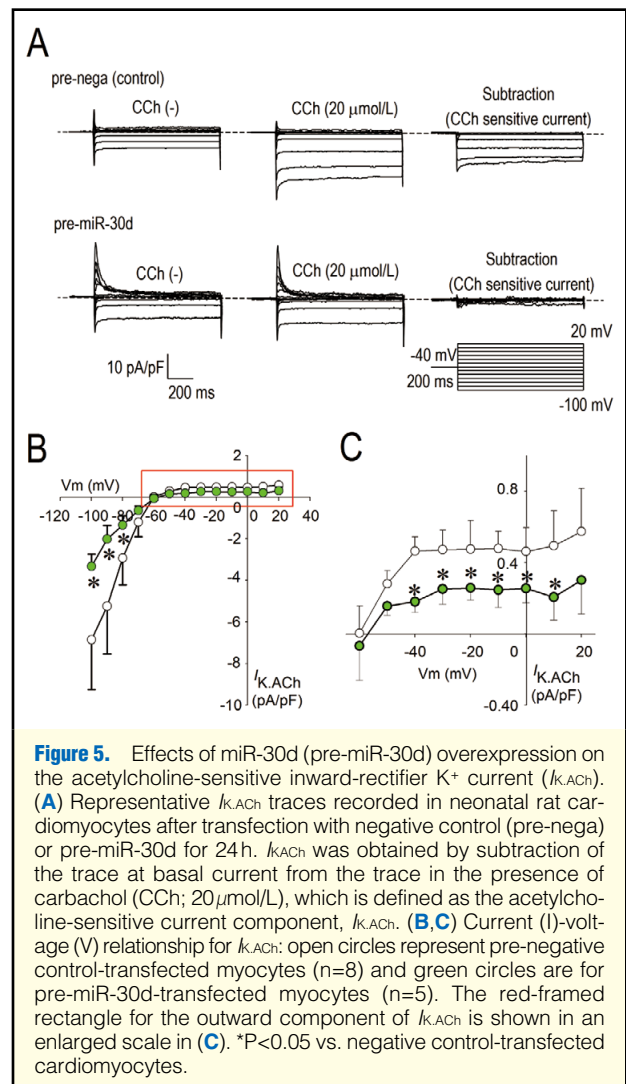 A
pre-nega (control)
CCh (-)
CCh (20 μmol/L)
Subtraction
(CCh sensitive current)
pre-miR-30d
CCh (-)
CCh (20 μmol/L)
Subtraction
(CCh sensitive current)
20 mV
-40 mV
200 ms
-100 mV
10 pA/pF
200 ms
B
Vm (mV)
-120 -100 -80 -60 -40 -20 0 20 40
2
0
-2
-4
-6
-8
-10
* * *
IK.ACh
(pA/pF)
C
0.8
0.4
* * * * * *
-40 -20 0 20
Vm (mV)
-0.40
IK.ACh
(pA/pF)
Figure 5. Effects of miR-30d (pre-miR-30d) overexpression on
the acetylcholine-sensitive inward-rectifier K+ current (IK.ACh).
(A) Representative IK.ACh traces recorded in neonatal rat car-
diomyocytes after transfection with negative control (pre-nega)
or pre-miR-30d for 24 h. IKACh was obtained by subtraction of
the trace at basal current from the trace in the presence of
carbachol (CCh; 20 μmol/L), which is defined as the acetylcho-
line-sensitive current component, IK.ACh. (B,C) Current (I)-volt-
age (V) relationship for IK.ACh: open circles represent pre-negative
control-transfected myocytes (n=8) and green circles are for
pre-miR-30d-transfected myocytes (n=5). The red-framed
rectangle for the outward component of IK.ACh is shown in an
enlarged scale in (C). *P<0.05 vs. negative control-transfected
cardiomyocytes.